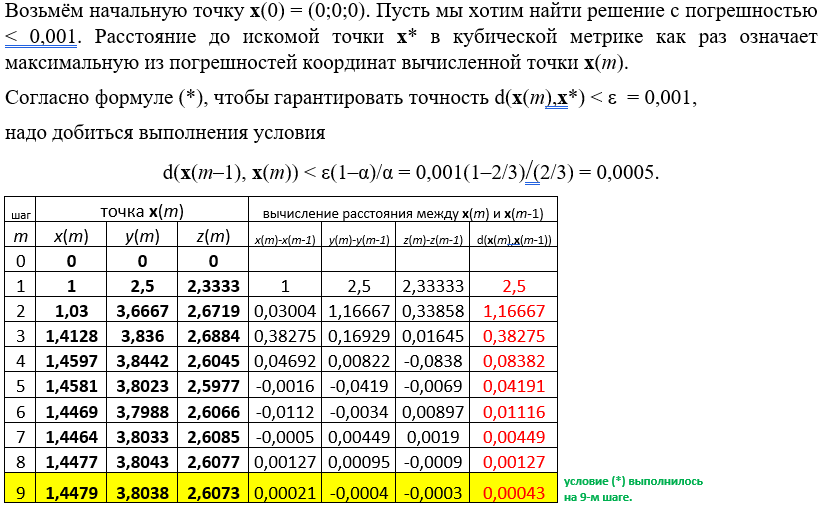 Возьмём начальную точку x(0) = (0;0;0). Пусть мы хотим найти решение с погрешностью
< 0,001. Расстояние до искомой точки x* в кубической метрике как раз означает
максимальную из погрешностей координат вычисленной точки x(m).
Согласно формуле (*), чтобы гарантировать точность d(x(m),x*) < ε = 0,001,
надо добиться выполнения условия
d(x(m–1), x(m)) < ε(1–α)/α = 0,001(1–2/3)/(2/3) = 0,0005.
шаг точка x(m) вычисление расстояния между x(m) и x(m-1)
m x(m) y(m) z(m) x(m)-x(m-1) y(m)-y(m-1) z(m)-z(m-1) d(x(m),x(m-1))
0 0 0 0
1 1 2,5 2,3333 1 2,5 2,33333 2,5
2 1,03 3,6667 2,6719 0,03004 1,16667 0,33858 1,16667
3 1,4128 3,836 2,6884 0,38275 0,16929 0,01645 0,38275
4 1,4597 3,8442 2,6045 0,04692 0,00822 -0,0838 0,08382
5 1,4581 3,8023 2,5977 -0,0016 -0,0419 -0,0069 0,04191
6 1,4469 3,7988 2,6066 -0,0112 -0,0034 0,00897 0,01116
7 1,4464 3,8033 2,6085 -0,0005 0,00449 0,0019 0,00449
8 1,4477 3,8043 2,6077 0,00127 0,00095 -0,0009 0,00127
9 1,4479 3,8038 2,6073 0,00021 -0,0004 -0,0003 0,00043
условие (*) выполнилось
на 9-м шаге.